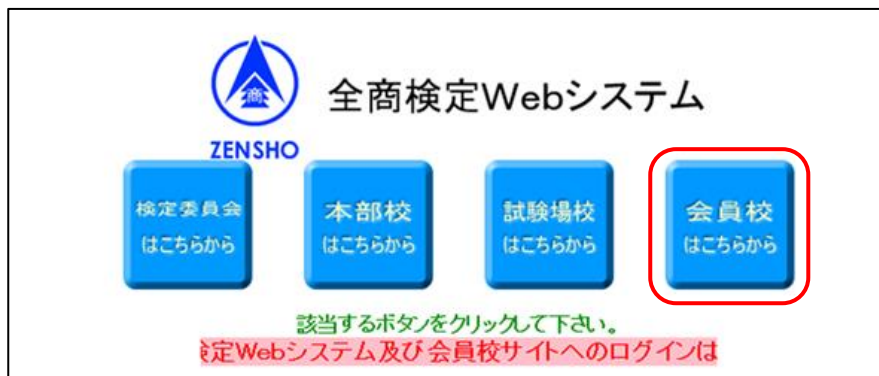 商
ZENSHO
全商検定Webシステム
検定委員会
はこちらから
本部校
はこちらから
試験場校
はこちらから
会員校
はこちらから
該当するボタンをクリックして下さい。
定Webシステム及び会員校サイトへのログインは